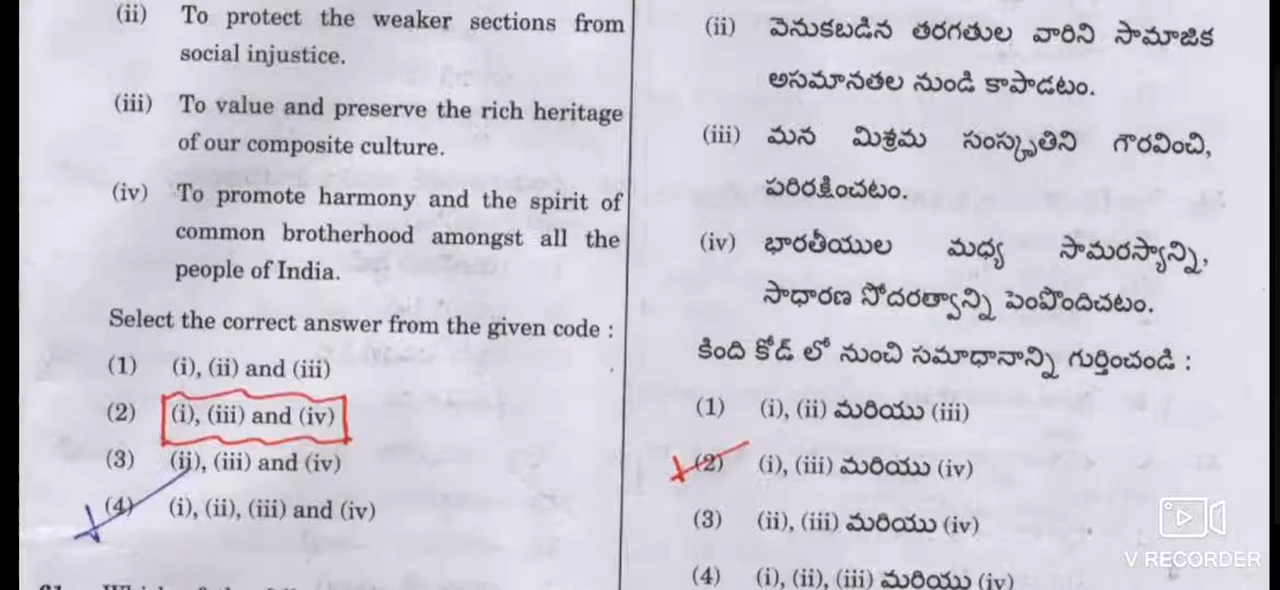 (ii) To protect the weaker sections from
social injustice.
(iii) To value and preserve the rich heritage
of our composite culture.
(iv) To promote harmony and the spirit of
common brotherhood amongst all the
people of India.
Select the correct answer from the given code :
(1) (i), (ii) and (iii)
(2) (i), (iii) and (iv)
(3) (ii), (iii) and (iv)
(4) (i), (ii), (iii) and (iv)
(ii) వెనుకబడిన తరగతుల వారిని సామాజిక
అసమానతల నుండి కాపాడటం.
(iii) మన మిశ్రమ సంస్కృతిని గౌరవించి,
పరిరక్షించటం.
(iv) భారతీయుల మధ్య సామరస్యాన్ని,
సాధారణ సోదరత్వాన్ని పెంపొందిచటం.
కింది కోడ్ లో నుంచి సమాధానాన్ని గుర్తించండి :
(1) (i), (ii) మరియు (iii)
(2) (i), (iii) మరియు (iv)
(3) (ii), (iii) మరియు (iv)
(4) (i), (ii), (iii) మరియు (iv)
V RECORDER